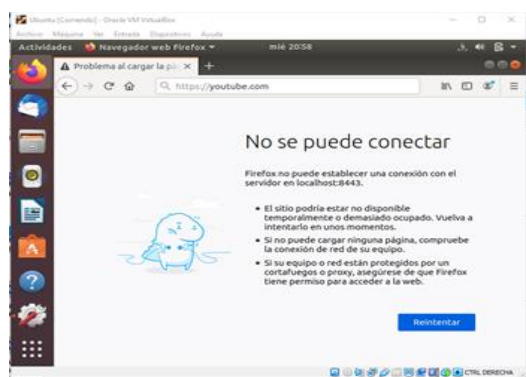 Ubuntu [Corriendo] - Oracle VM VirtualBox
Archivo Máquina Ver Entrada Dispositivos Ayuda
Actividades Navegador web Firefox mié 20:58
Problema al cargar la pá
https://youtube.com
No se puede conectar
Firefox no puede establecer una conexión con el
servidor en localhost:8443.
El sitio podría estar no disponible
temporalmente o demasiado ocupado. Vuelva a
intentarlo en unos momentos.
Si no puede cargar ninguna página, compruebe
la conexión de red de su equipo.
Si su equipo o red están protegidos por un
cortafuegos o proxy, asegúrese de que Firefox
tiene permiso para acceder a la web.
Reintentar
CTRL DERECHA